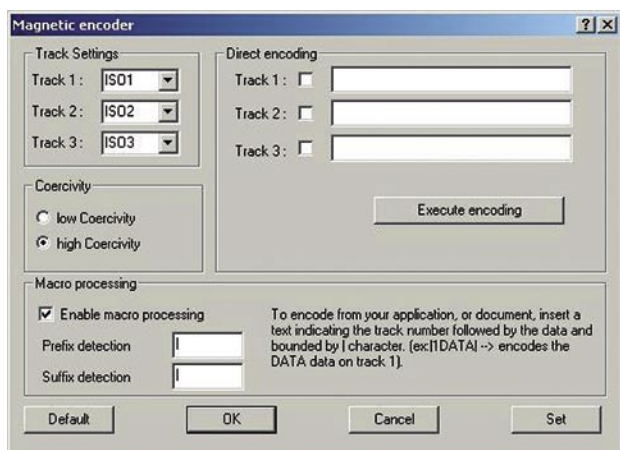 Magnetic encoder
Track Settings
Track 1 : ISO1
Track 2 : ISO2
Track 3 : ISO3
Direct encoding
Track 1 :
Track 2 :
Track 3 :
Execute encoding
Coercivity
low Coercivity
high Coercivity
Macro processing
Enable macro processing
Prefix detection |
Suffix detection |
To encode from your application, or document, insert a
text indicating the track number followed by the data and
bounded by | character. (ex:|1DATA| --> encodes the
DATA data on track 1).
Default
OK
Cancel
Set